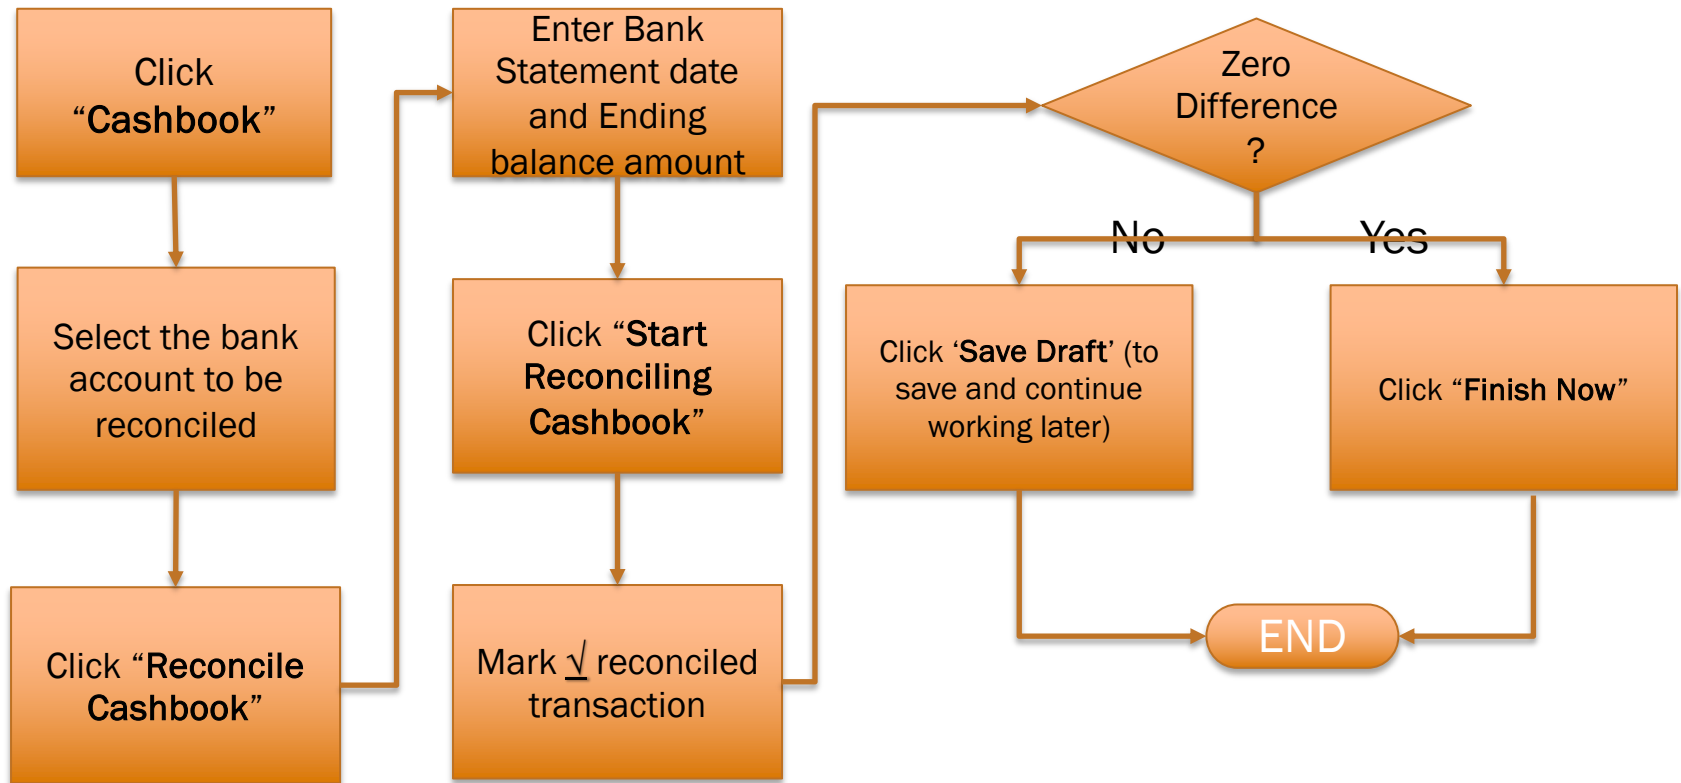 Click
“Cashbook”
Select the bank
account to be
reconciled
Click “Reconcile
Cashbook”
Enter Bank
Statement date
and Ending
balance amount
Click “Start
Reconciling
Cashbook”
Mark √ reconciled
transaction
Zero
Difference
?
No
Yes
Click ‘Save Draft’ (to
save and continue
working later)
Click “Finish Now”
END